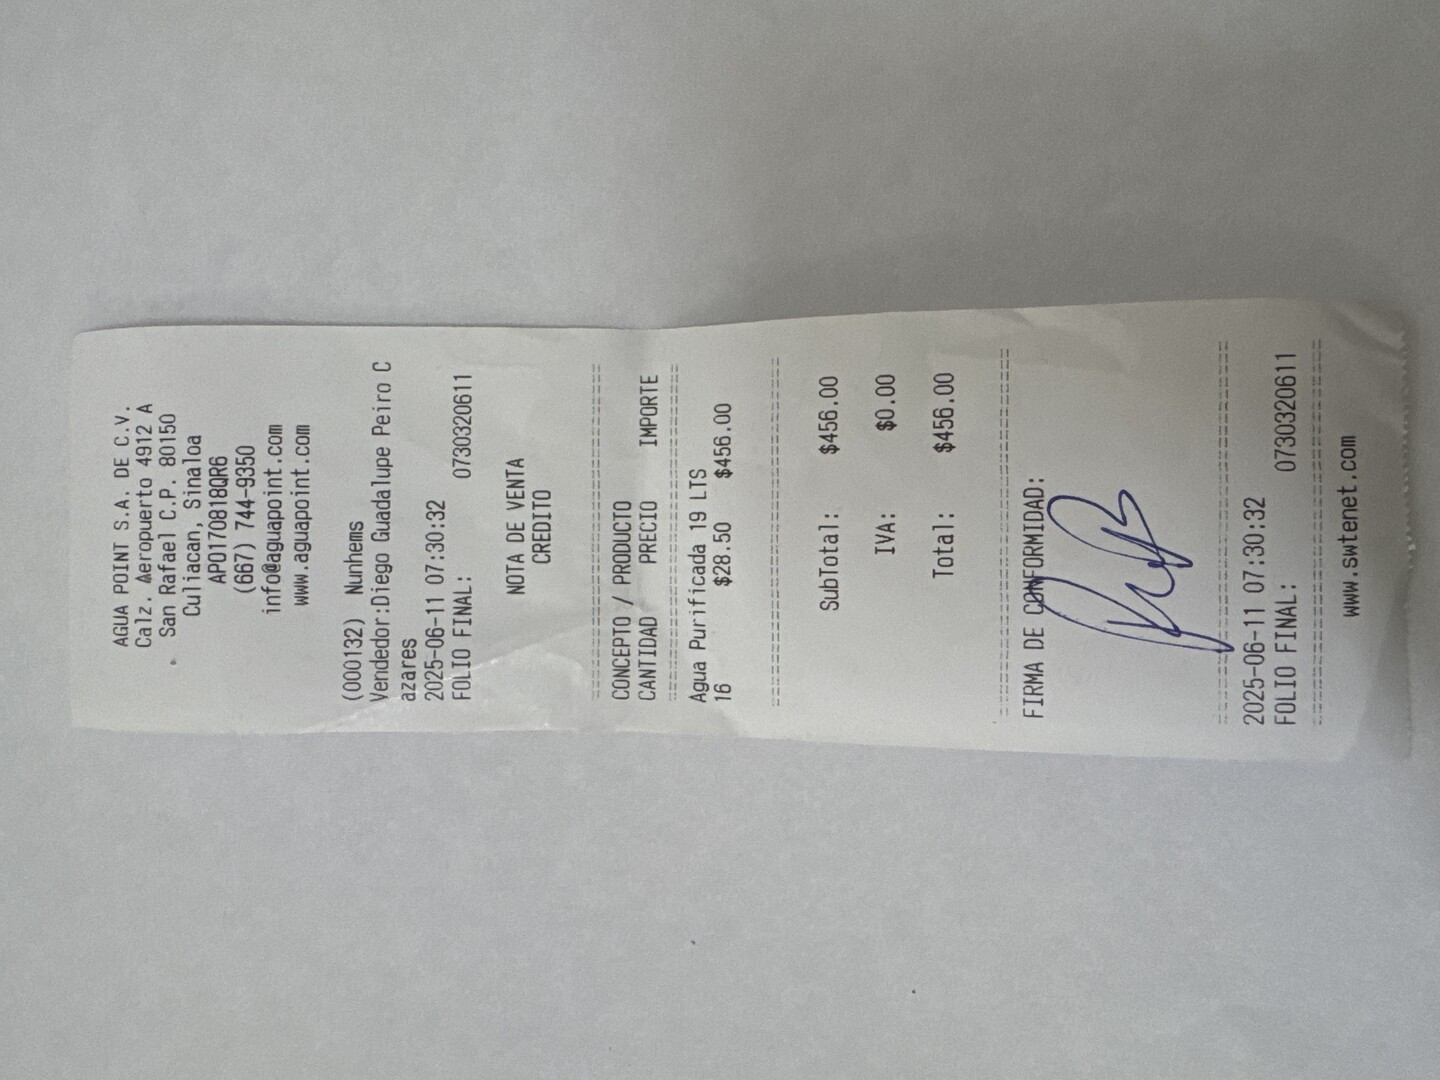 AGUA POINT S.A. DE C.V.
Calz. Aeropuerto 4912 A
San Rafael C.P. 80150
Culiacan, Sinaloa
APO170818QR6
(667) 744-9350
info@aguapoint.com
www.aguapoint.com
(000132) Nunhems
Vendedor:Diego Guadalupe Peiro C
azares
2025-06-11 07:30:32
FOLIO FINAL: 0730320611
NOTA DE VENTA
CREDITO
CONCEPTO / PRODUCTO
CANTIDAD PRECIO IMPORTE
Agua Purificada 19 LTS
16 $28.50 $456.00
SubTotal: $456.00
IVA: $0.00
Total: $456.00
FIRMA DE CONFORMIDAD:
2025-06-11 07:30:32
FOLIO FINAL: 0730320611
www.swtenet.com